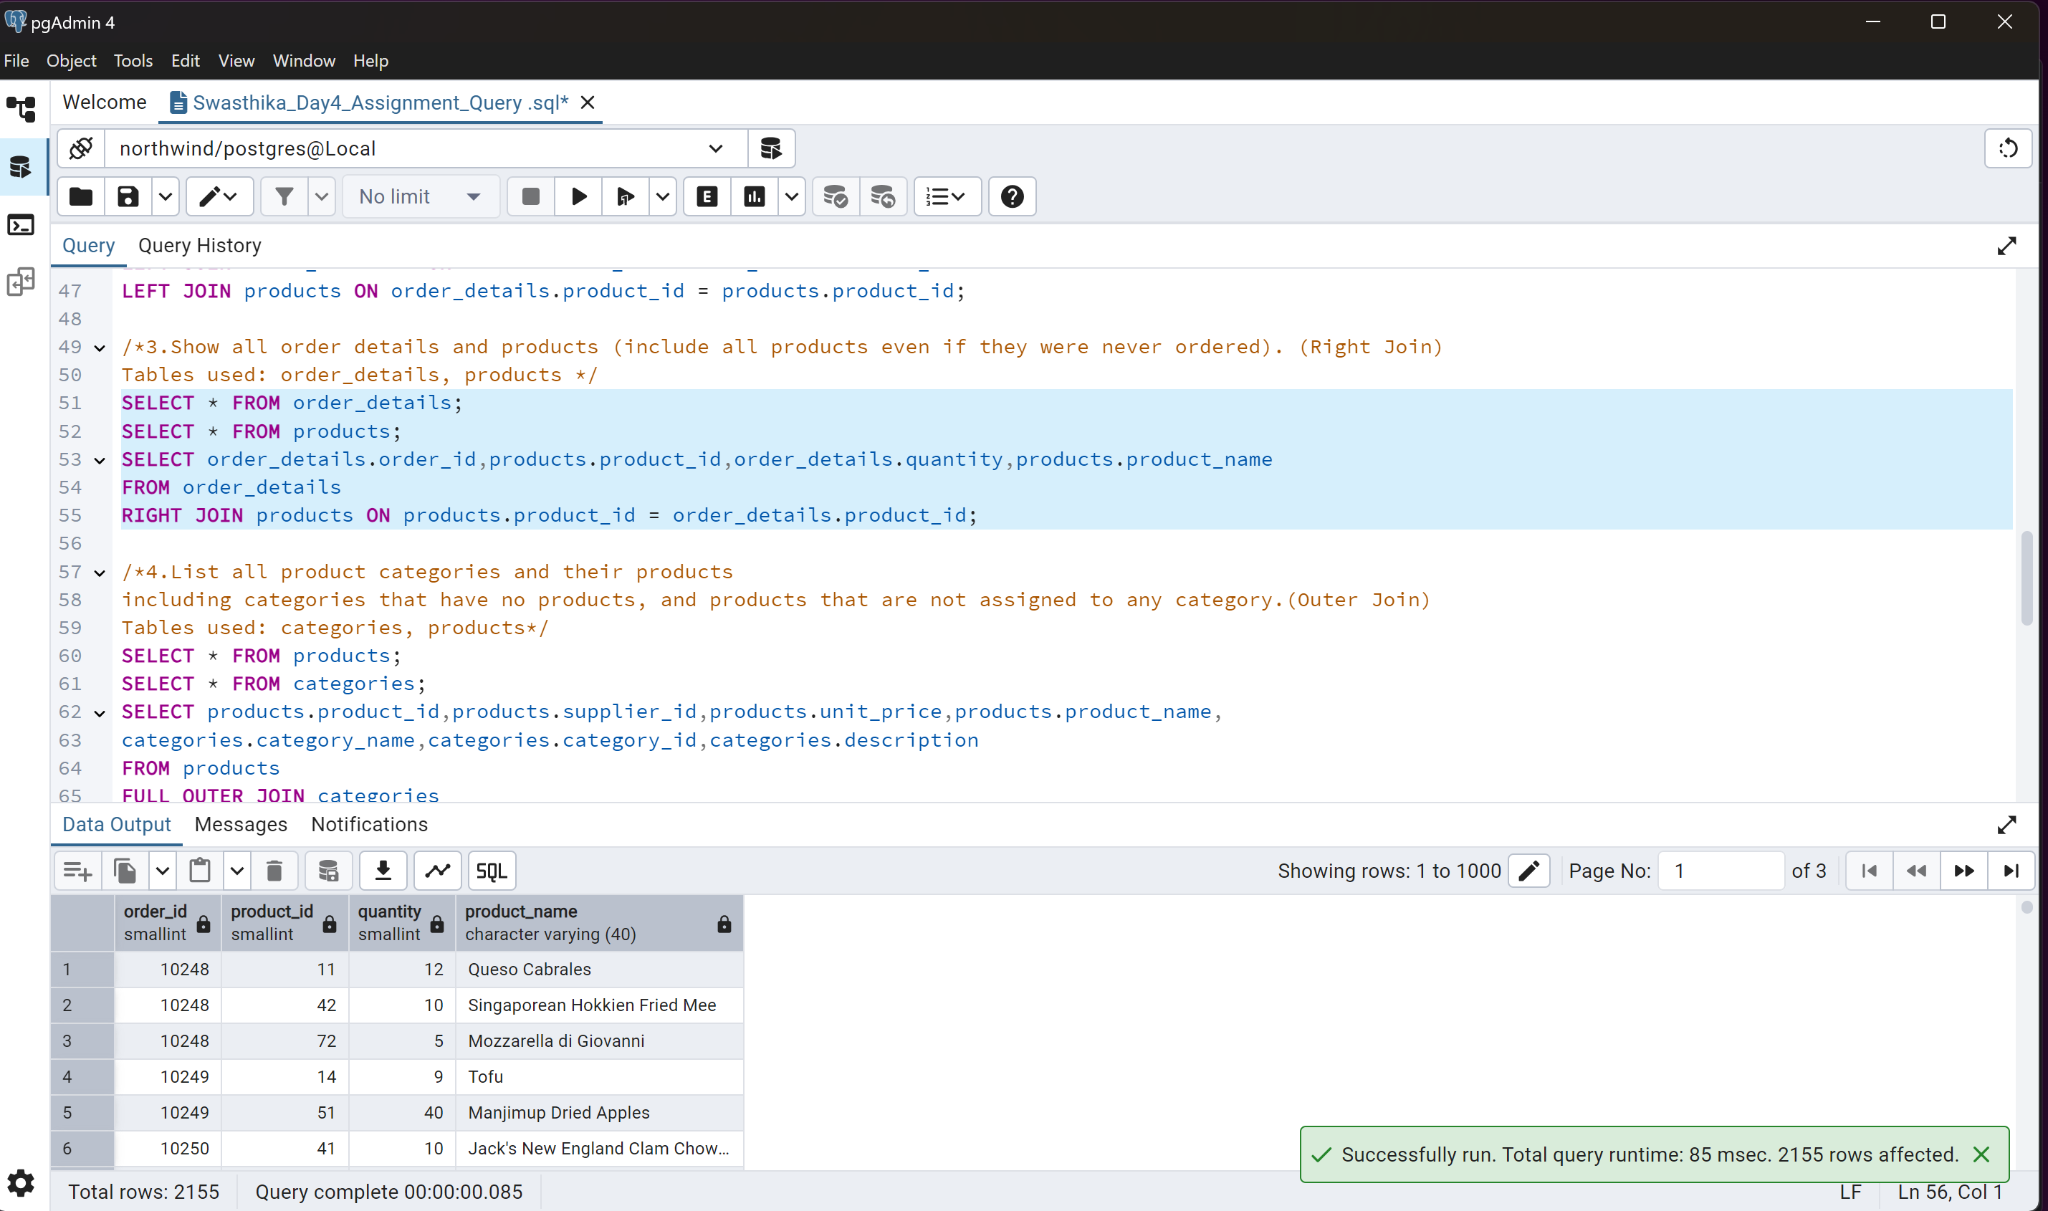 pgAdmin 4
File Object Tools Edit View Window Help
Welcome Swasthika_Day4_Assignment_Query .sql*
northwind/postgres@Local
No limit E
Query Query History
47 LEFT JOIN products ON order_details.product_id = products.product_id;
48
49 /*3.Show all order details and products (include all products even if they were never ordered). (Right Join)
50 Tables used: order_details, products */
51 SELECT * FROM order_details;
52 SELECT * FROM products;
53 SELECT order_details.order_id,products.product_id,order_details.quantity,products.product_name
54 FROM order_details
55 RIGHT JOIN products ON products.product_id = order_details.product_id;
56
57 /*4.List all product categories and their products
58 including categories that have no products, and products that are not assigned to any category.(Outer Join)
59 Tables used: categories, products*/
60 SELECT * FROM products;
61 SELECT * FROM categories;
62 SELECT products.product_id,products.supplier_id,products.unit_price,products.product_name,
63 categories.category_name,categories.category_id,categories.description
64 FROM products
65 FULL OUTER JOIN categories
Data Output Messages Notifications
SQL Showing rows: 1 to 1000 Page No: 1 of 3
order_id product_id quantity product_name
smallint smallint smallint character varying (40)
1 10248 11 12 Queso Cabrales
2 10248 42 10 Singaporean Hokkien Fried Mee
3 10248 72 5 Mozzarella di Giovanni
4 10249 14 9 Tofu
5 10249 51 40 Manjimup Dried Apples
6 10250 41 10 Jack's New England Clam Chow...
Successfully run. Total query runtime: 85 msec. 2155 rows affected.
Total rows: 2155 Query complete 00:00:00.085 LF Ln 56, Col 1